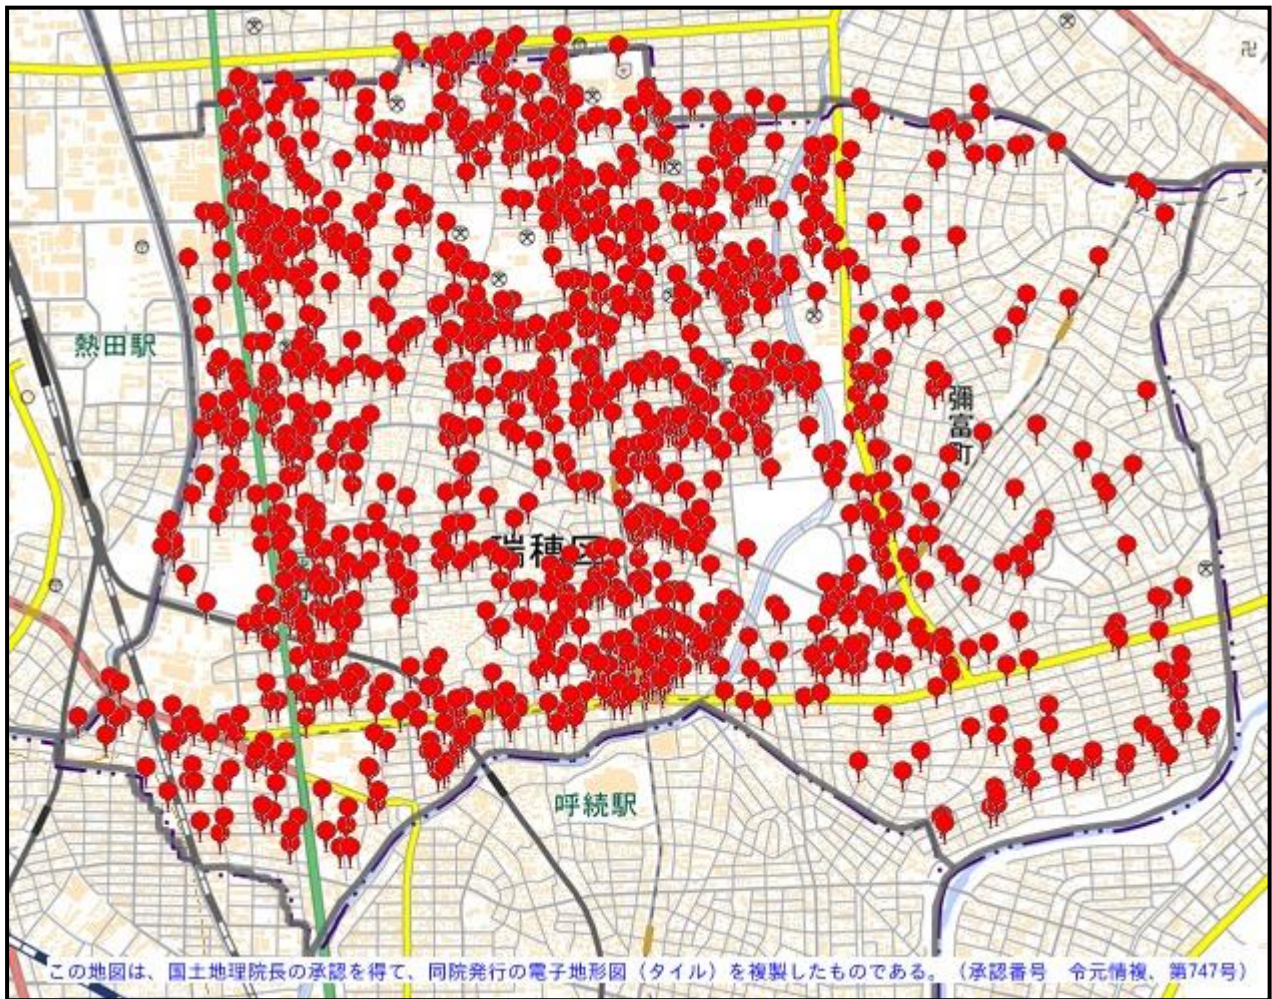 熱田駅
彌富町
瑞穂区
呼続駅
この地図は、国土地理院長の承認を得て、同院発行の電子地形図（タイル）を複製したものである。（承認番号　令元情複、第747号）